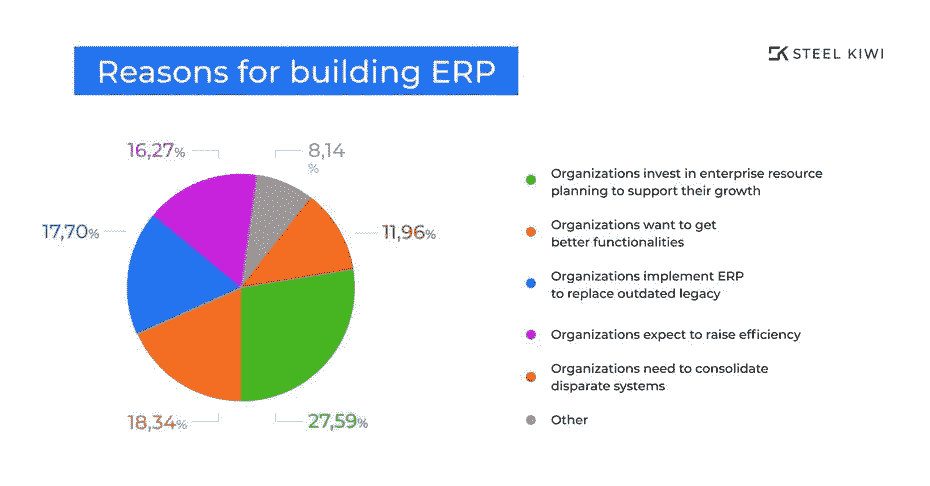 Reasons for building ERP
STEEL KIWI
16,27%
8,14
%
17,70%
11,96%
18,34%
27,59%
Organizations invest in enterprise resource
planning to support their growth
Organizations want to get
better functionalities
Organizations implement ERP
to replace outdated legacy
Organizations expect to raise efficiency
Organizations need to consolidate
disparate systems
Other